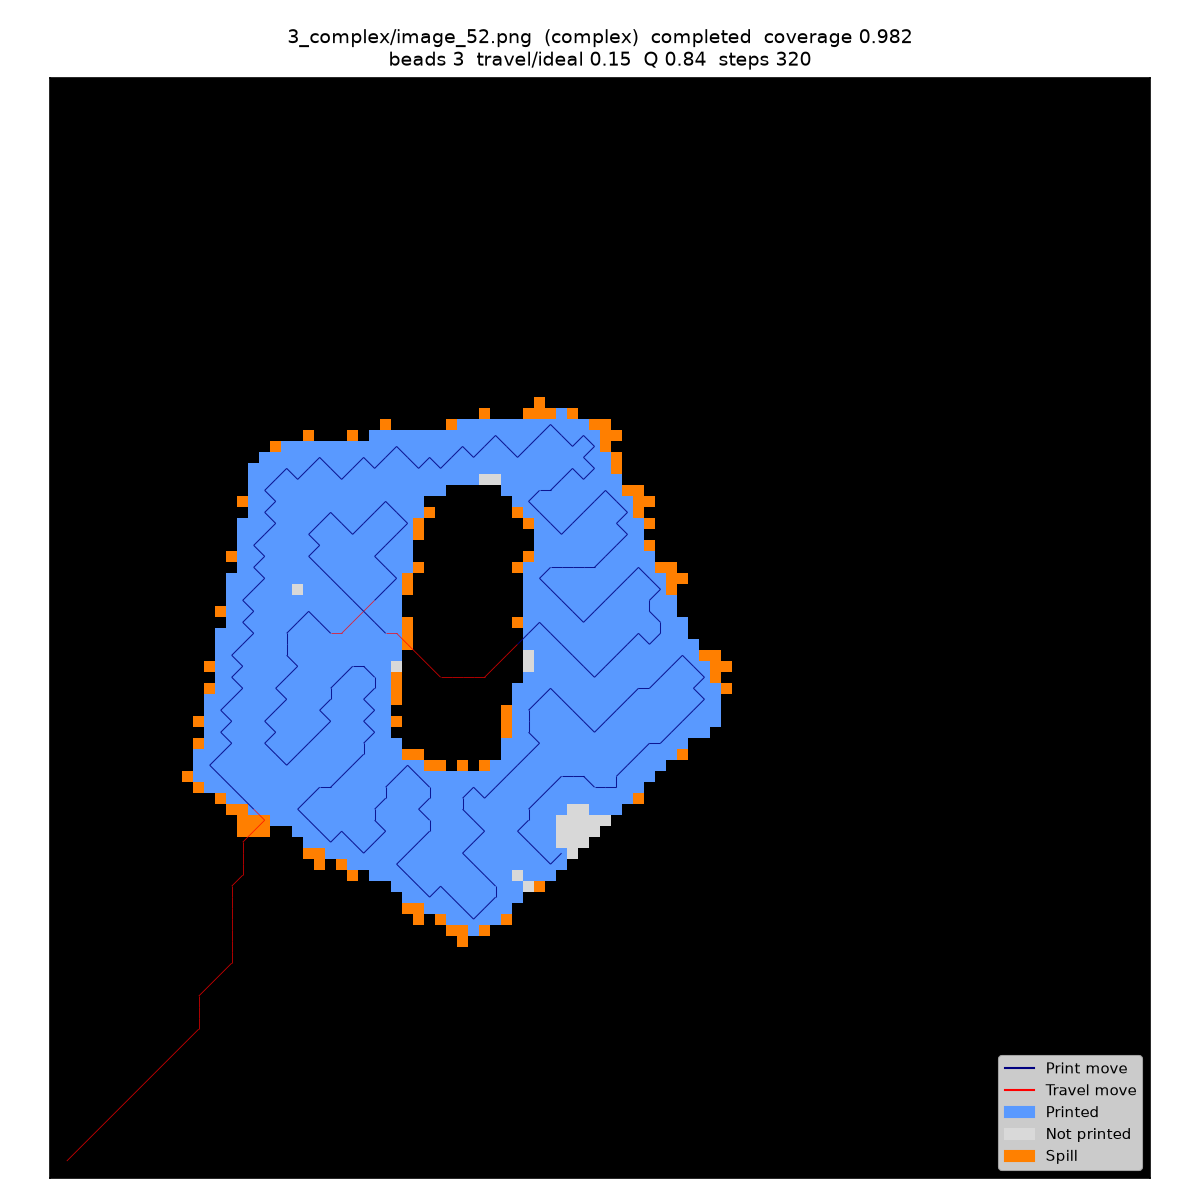 3_complex/image_52.png  (complex)  completed  coverage 0.982
beads 3  travel/ideal 0.15  Q 0.84  steps 320
Print move
Travel move
Printed
Not printed
Spill